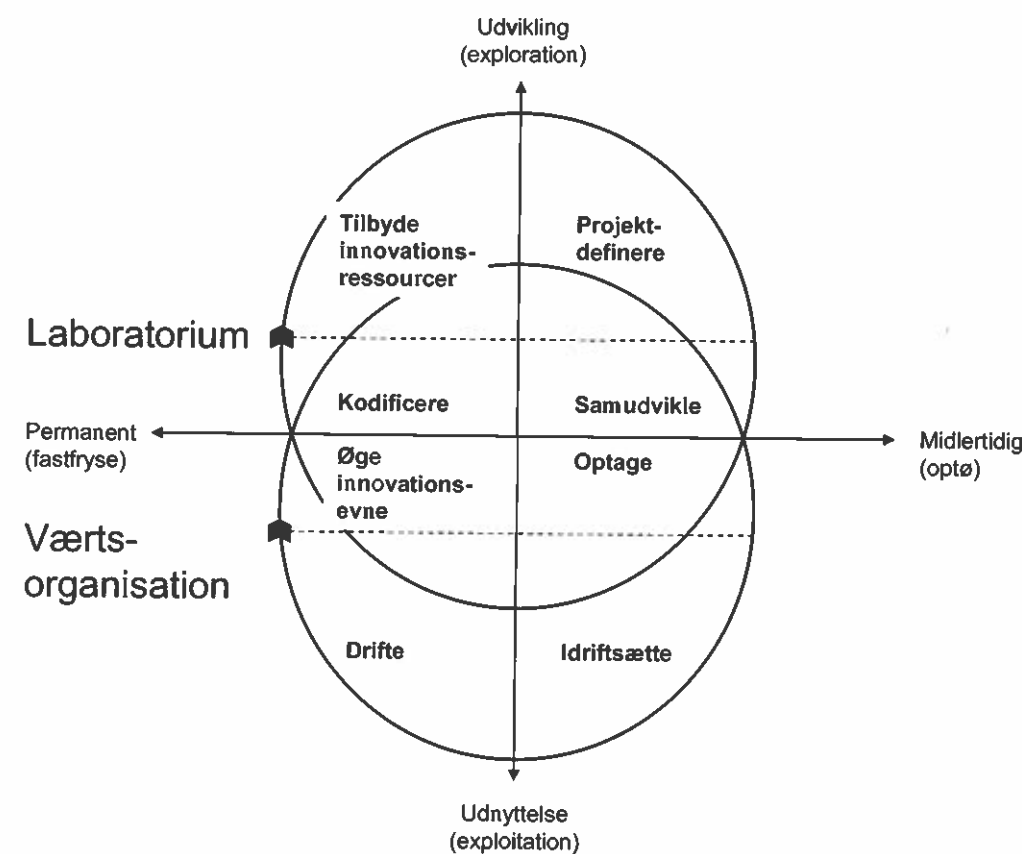 Udvikling
(exploration)
Tilbyde
innovations-
ressourcer
Projekt-
definere
Laboratorium
Kodificere
Samudvikle
Permanent
(fastfryse)
Midlertidig
(optø)
Øge
innovations-
evne
Optage
Værts-
organisation
Drifte
Idriftsætte
Udnyttelse
(exploitation)